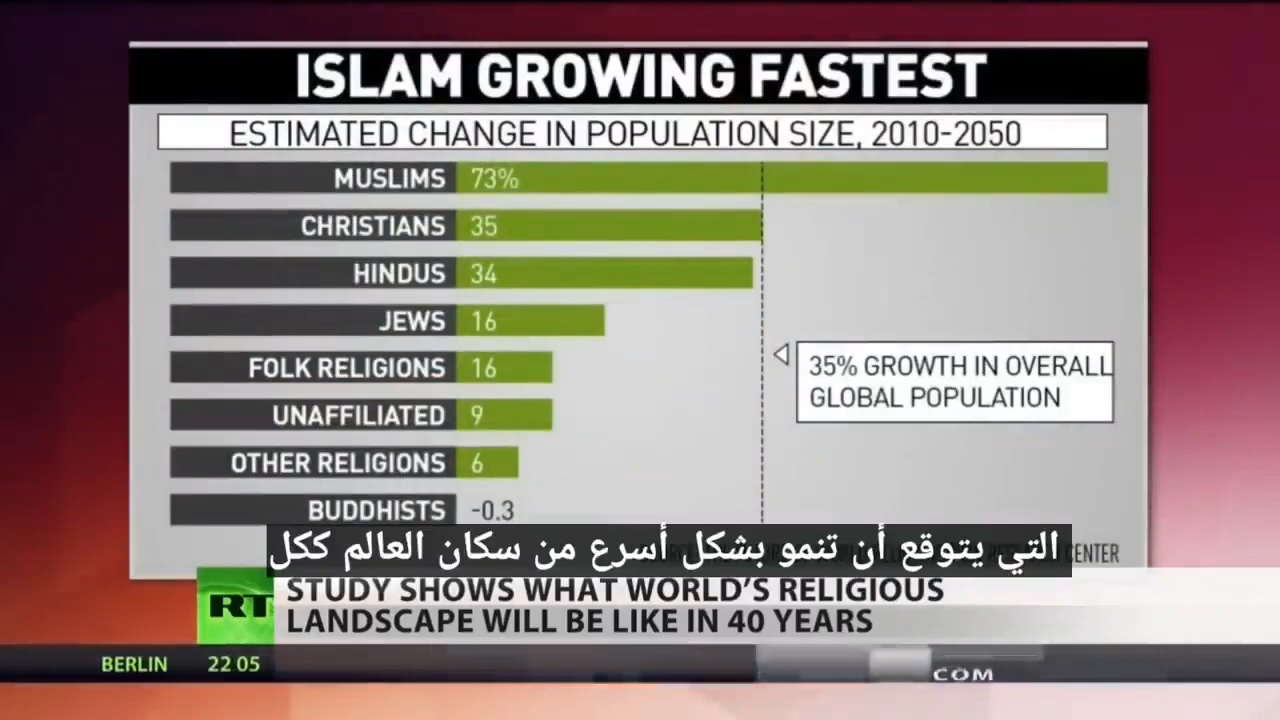 ISLAM GROWING FASTEST
ESTIMATED CHANGE IN POPULATION SIZE, 2010-2050
MUSLIMS 73%
CHRISTIANS 35
HINDUS 34
JEWS 16
FOLK RELIGIONS 16
UNAFFILIATED 9
OTHER RELIGIONS 6
BUDDHISTS -0.3
35% GROWTH IN OVERALL
GLOBAL POPULATION
التي يتوقع أن تنمو بشكل أسرع من سكان العالم ككل
CENTER
RT
STUDY SHOWS WHAT WORLD'S RELIGIOUS
LANDSCAPE WILL BE LIKE IN 40 YEARS
BERLIN 22 05
COM